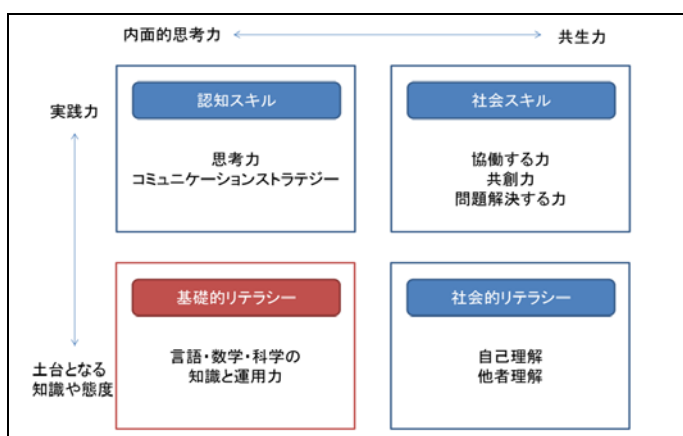 内面的思考力
共生力
実践力
認知スキル
思考力
コミュニケーションストラテジー
社会スキル
協働する力
共創力
問題解決する力
土台となる
知識や態度
基礎的リテラシー
言語・数学・科学の
知識と運用力
社会的リテラシー
自己理解
他者理解